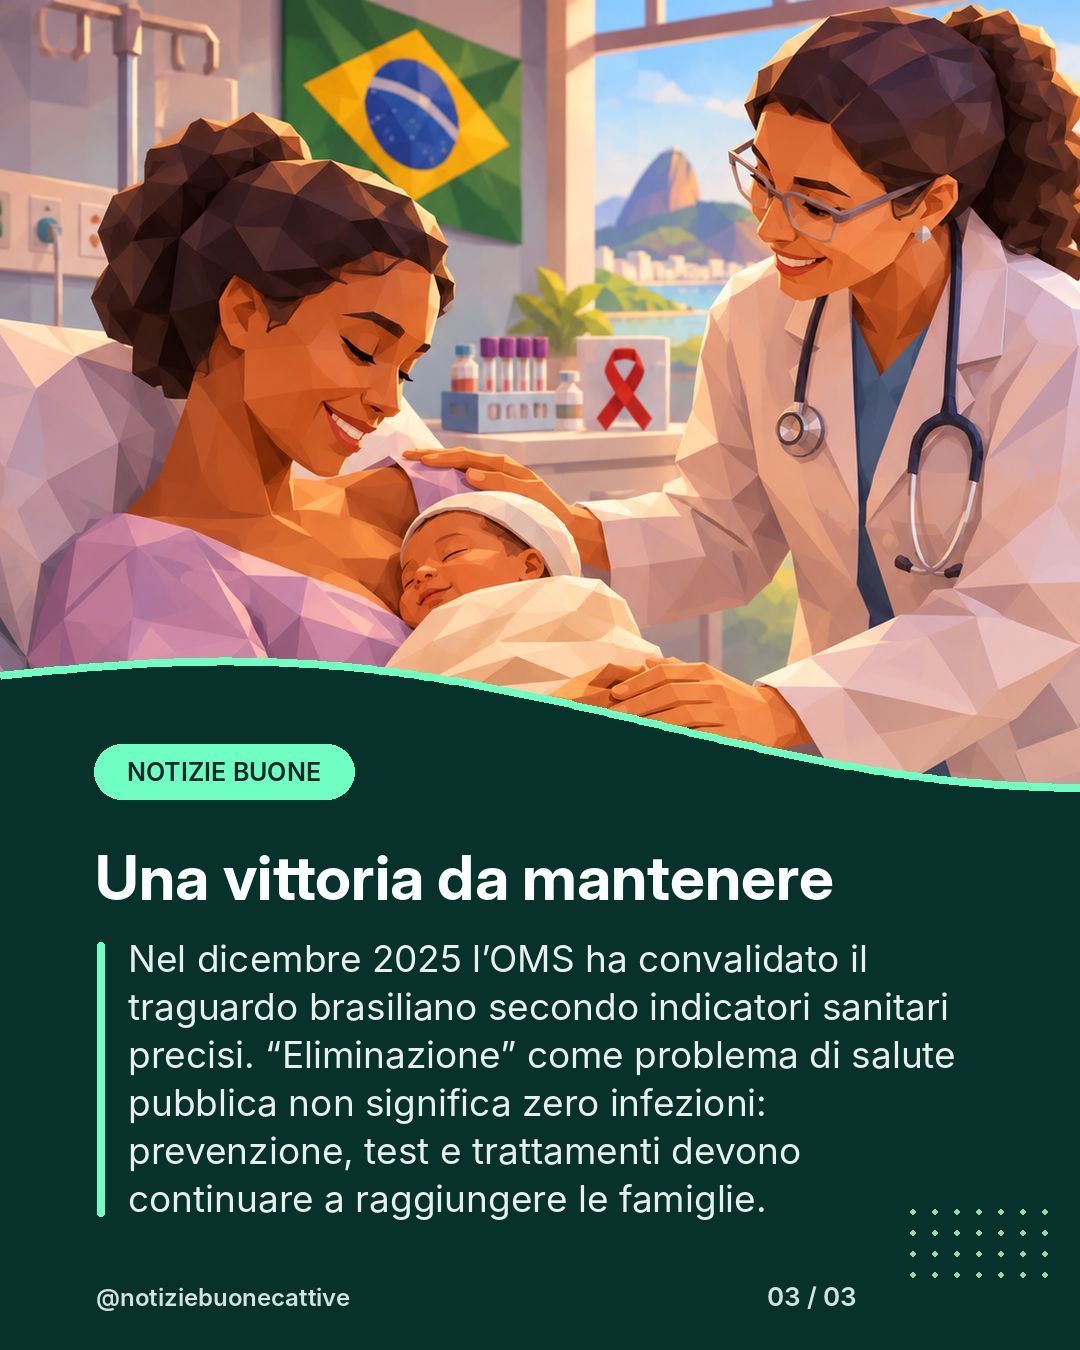 NOTIZIE BUONE
Una vittoria da mantenere
Nel dicembre 2025 l’OMS ha convalidato il
traguardo brasiliano secondo indicatori sanitari
precisi. “Eliminazione” come problema di salute
pubblica non significa zero infezioni:
prevenzione, test e trattamenti devono
continuare a raggiungere le famiglie.
@notiziebuonecattive
03 / 03